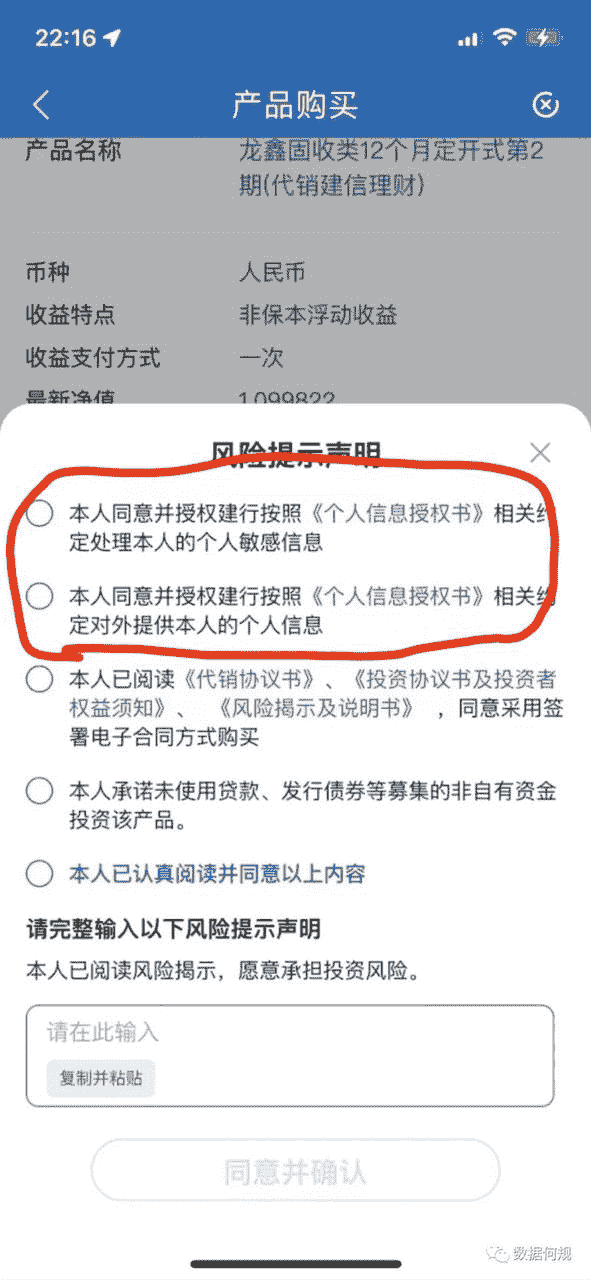 22:16
产品购买
产品名称
龙鑫固收类12个月定开式第2
期(代销建信理财)
币种
人民币
收益特点
非保本浮动收益
收益支付方式
一次
最新净值
1.099822
风险提示声明
本人同意并授权建行按照《个人信息授权书》相关约
定处理本人的个人敏感信息
本人同意并授权建行按照《个人信息授权书》相关约
定对外提供本人的个人信息
本人已阅读《代销协议书》、《投资协议书及投资者
权益须知》、《风险揭示及说明书》，同意采用签
署电子合同方式购买
本人承诺未使用贷款、发行债券等募集的非自有资金
投资该产品。
本人已认真阅读并同意以上内容
请完整输入以下风险提示声明
本人已阅读风险揭示，愿意承担投资风险。
请在此输入
复制并粘贴
同意并确认
数据何规